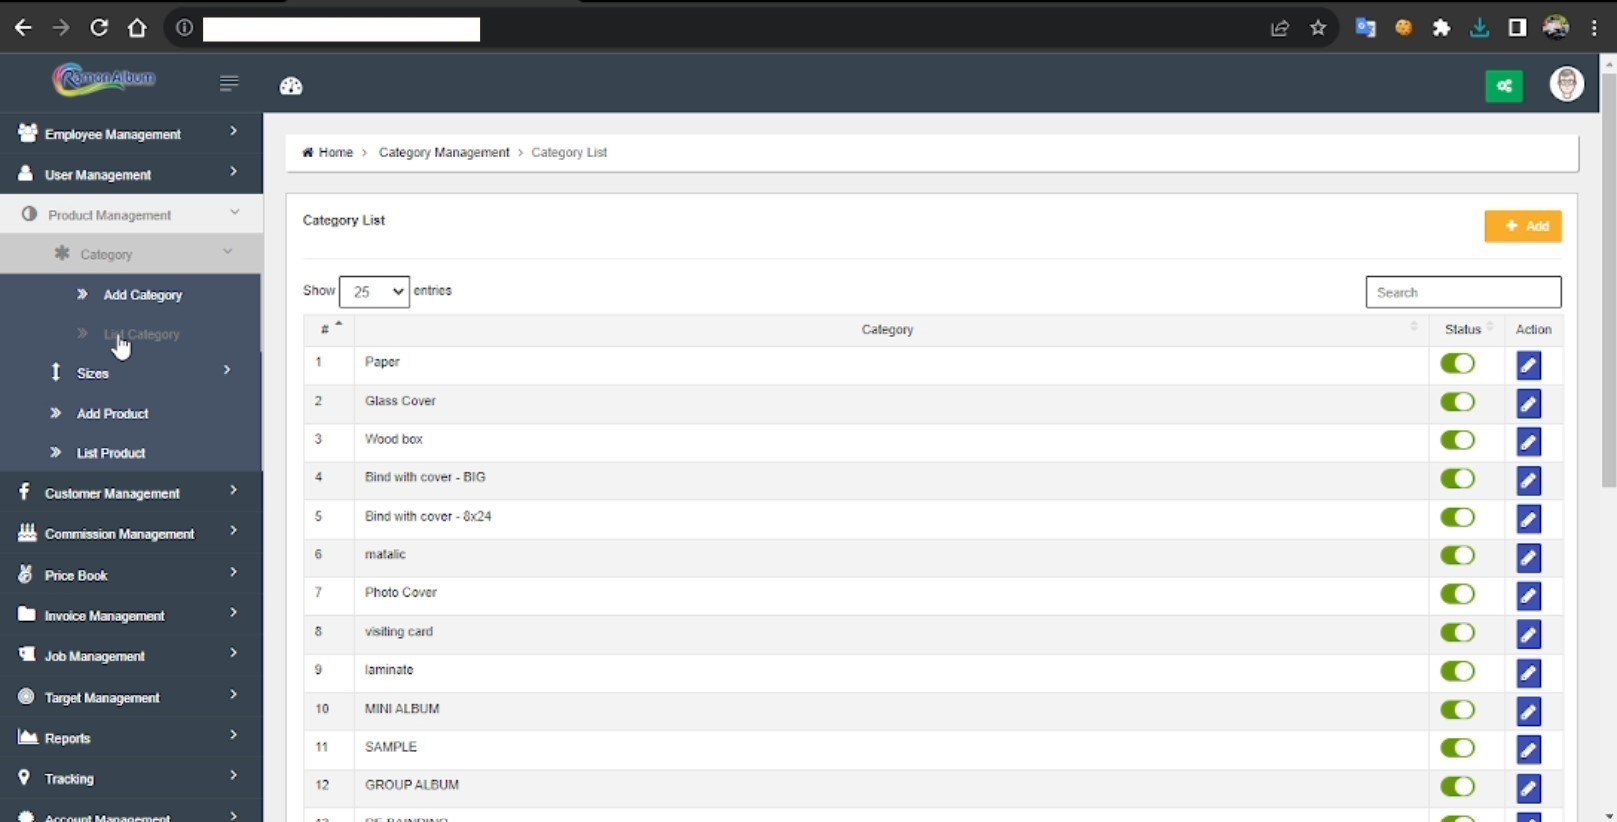 Ramon Album
Employee Management
User Management
Product Management
Category
Add Category
List Category
Sizes
Add Product
List Product
Customer Management
Commission Management
Price Book
Invoice Management
Job Management
Target Management
Reports
Tracking
Account Management
Home > Category Management > Category List
Category List
+ Add
Show 25 entries
Search
# Category Status Action
1 Paper
2 Glass Cover
3 Wood box
4 Bind with cover - BIG
5 Bind with cover - 8x24
6 matalic
7 Photo Cover
8 visiting card
9 laminate
10 MINI ALBUM
11 SAMPLE
12 GROUP ALBUM